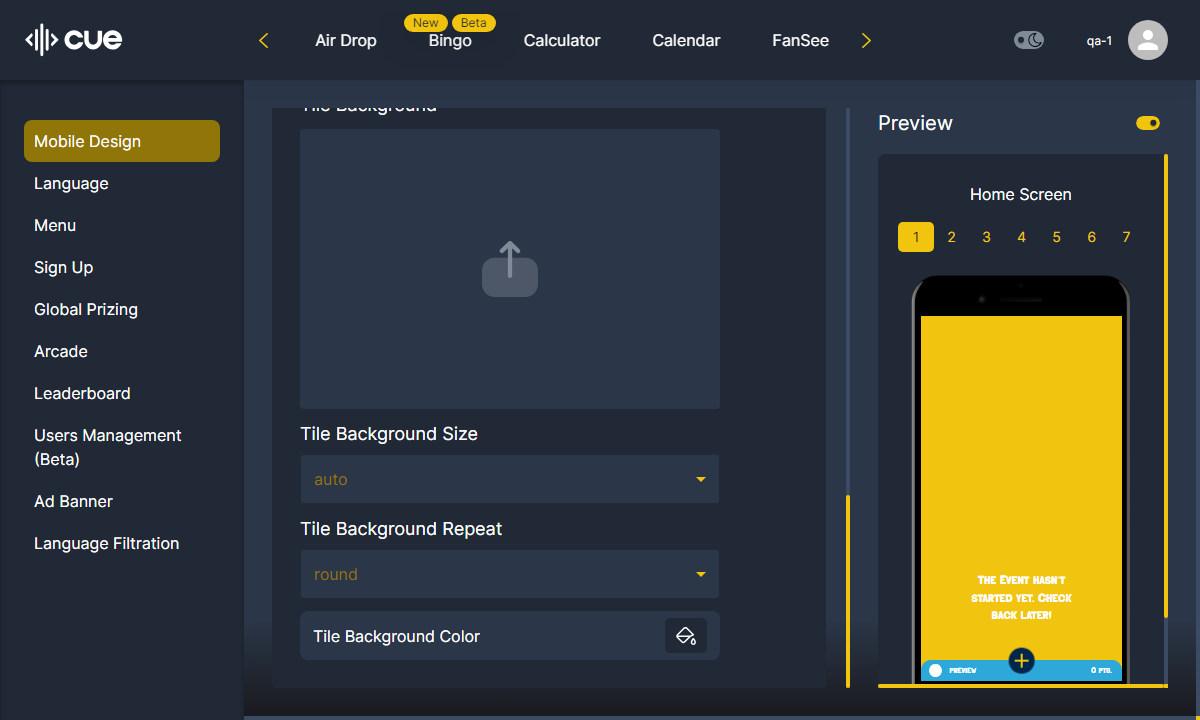 cue
Air Drop
New
Beta
Bingo
Calculator
Calendar
FanSee
qa-1
Mobile Design
Language
Menu
Sign Up
Global Prizing
Arcade
Leaderboard
Users Management
(Beta)
Ad Banner
Language Filtration
Tile Background
Tile Background Size
auto
Tile Background Repeat
round
Tile Background Color
Preview
Home Screen
1 2 3 4 5 6 7
The Event hasn't
started yet. Check
back later!
Preview
0 pts.